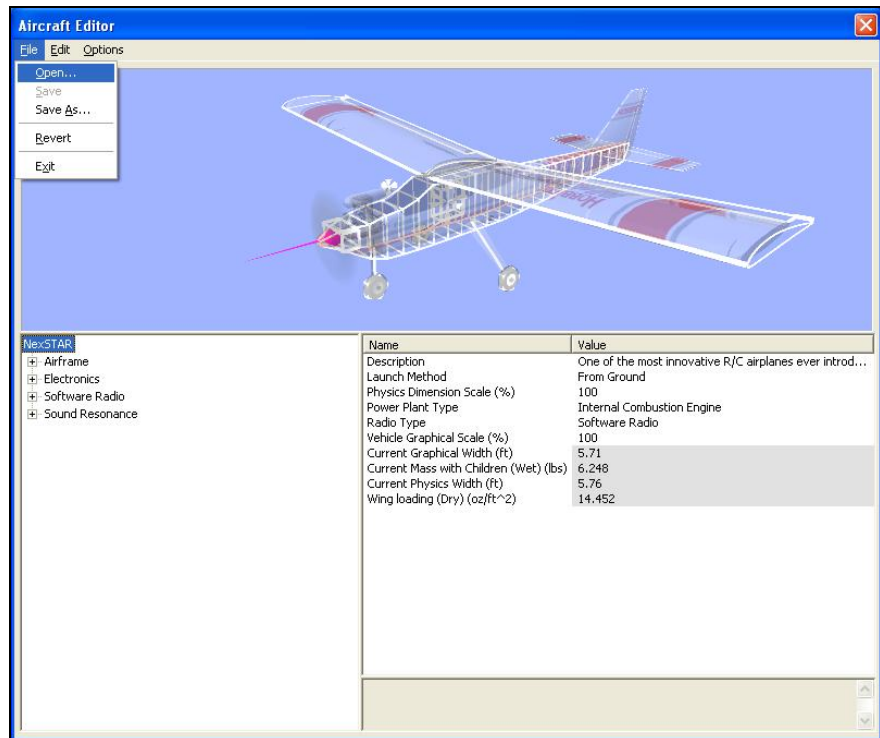 Aircraft Editor
File Edit Options
Open...
Save
Save As...
Revert
Exit
NexSTAR
Airframe
Electronics
Software Radio
Sound Resonance
Name Value
Description One of the most innovative R/C airplanes ever introd...
Launch Method From Ground
Physics Dimension Scale (%) 100
Power Plant Type Internal Combustion Engine
Radio Type Software Radio
Vehicle Graphical Scale (%) 100
Current Graphical Width (ft) 5.71
Current Mass with Children (Wet) (lbs) 6.248
Current Physics Width (ft) 5.76
Wing loading (Dry) (oz/ft^2) 14.452